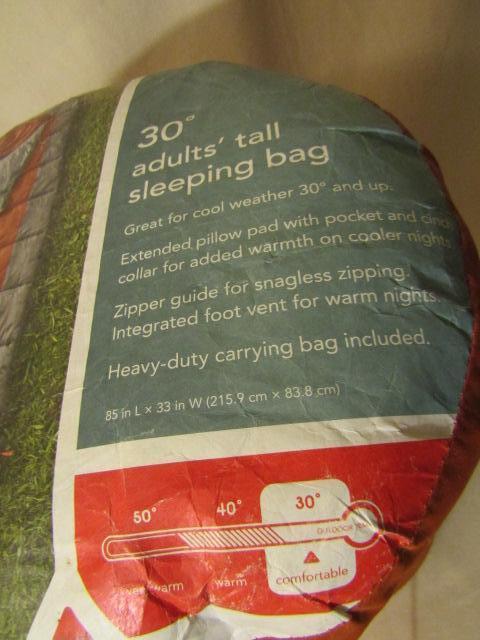 30°
adults' tall
sleeping bag
Great for cool weather 30° and up.
Extended pillow pad with pocket and
collar for added warmth on cooler nights.
Zipper guide for snagless zipping.
Integrated foot vent for warm nights.
Heavy-duty carrying bag included.
85 in L × 33 in W (215.9 cm × 83.8 cm)
50° 40° 30°
OUTDOOR
very warm warm comfortable